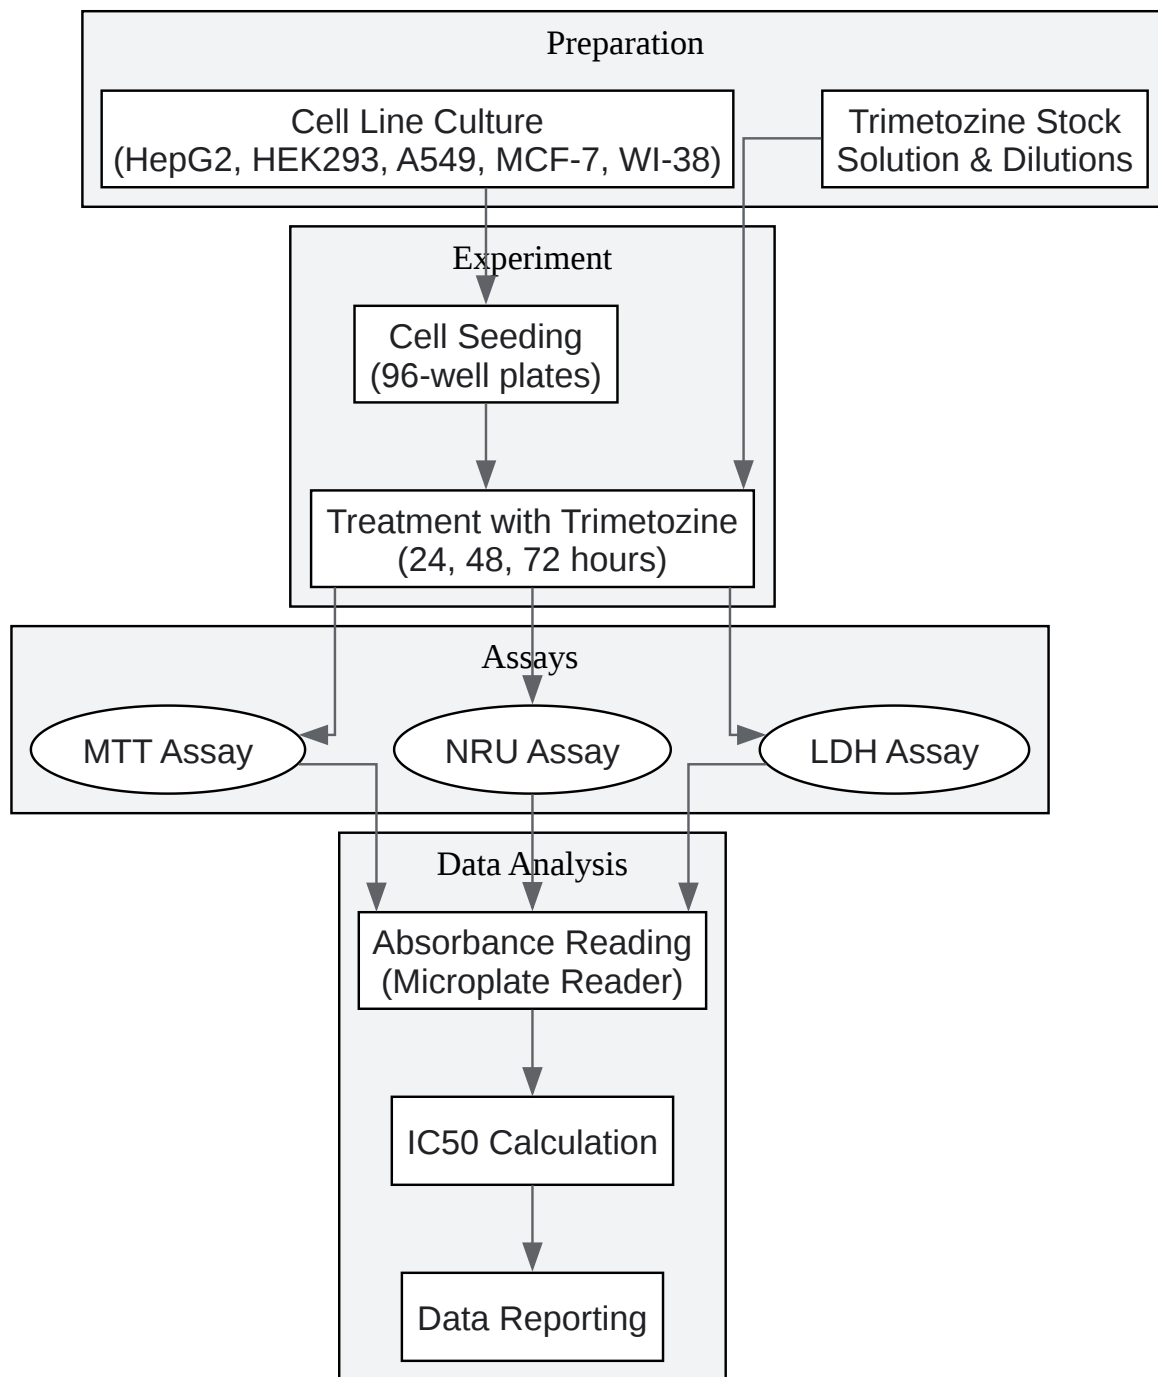 Preparation
Cell Line Culture
(HepG2, HEK293, A549, MCF-7, WI-38)
Trimetozine Stock
Solution & Dilutions
Experiment
Cell Seeding
(96-well plates)
Treatment with Trimetozine
(24, 48, 72 hours)
Assays
MTT Assay
NRU Assay
LDH Assay
Data Analysis
Absorbance Reading
(Microplate Reader)
IC50 Calculation
Data Reporting